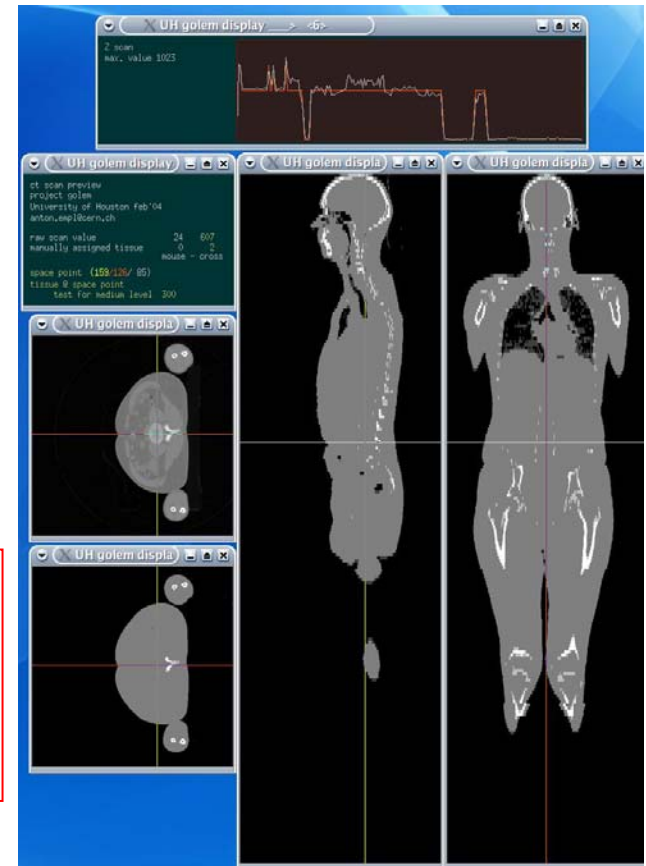 UH golem display ___> <6>
Z scan
max. value 1023
UH golem display
ct scan preview
project golem
University of Houston feb'04
anton.empl@cern.ch
raw scan value 24 607
manually assigned tissue 0 2
mouse - cross
space point (159/126/ 85)
tissue @ space point
test for medium level 300
UH golem displa
UH golem displa
UH golem displa
UH golem displa